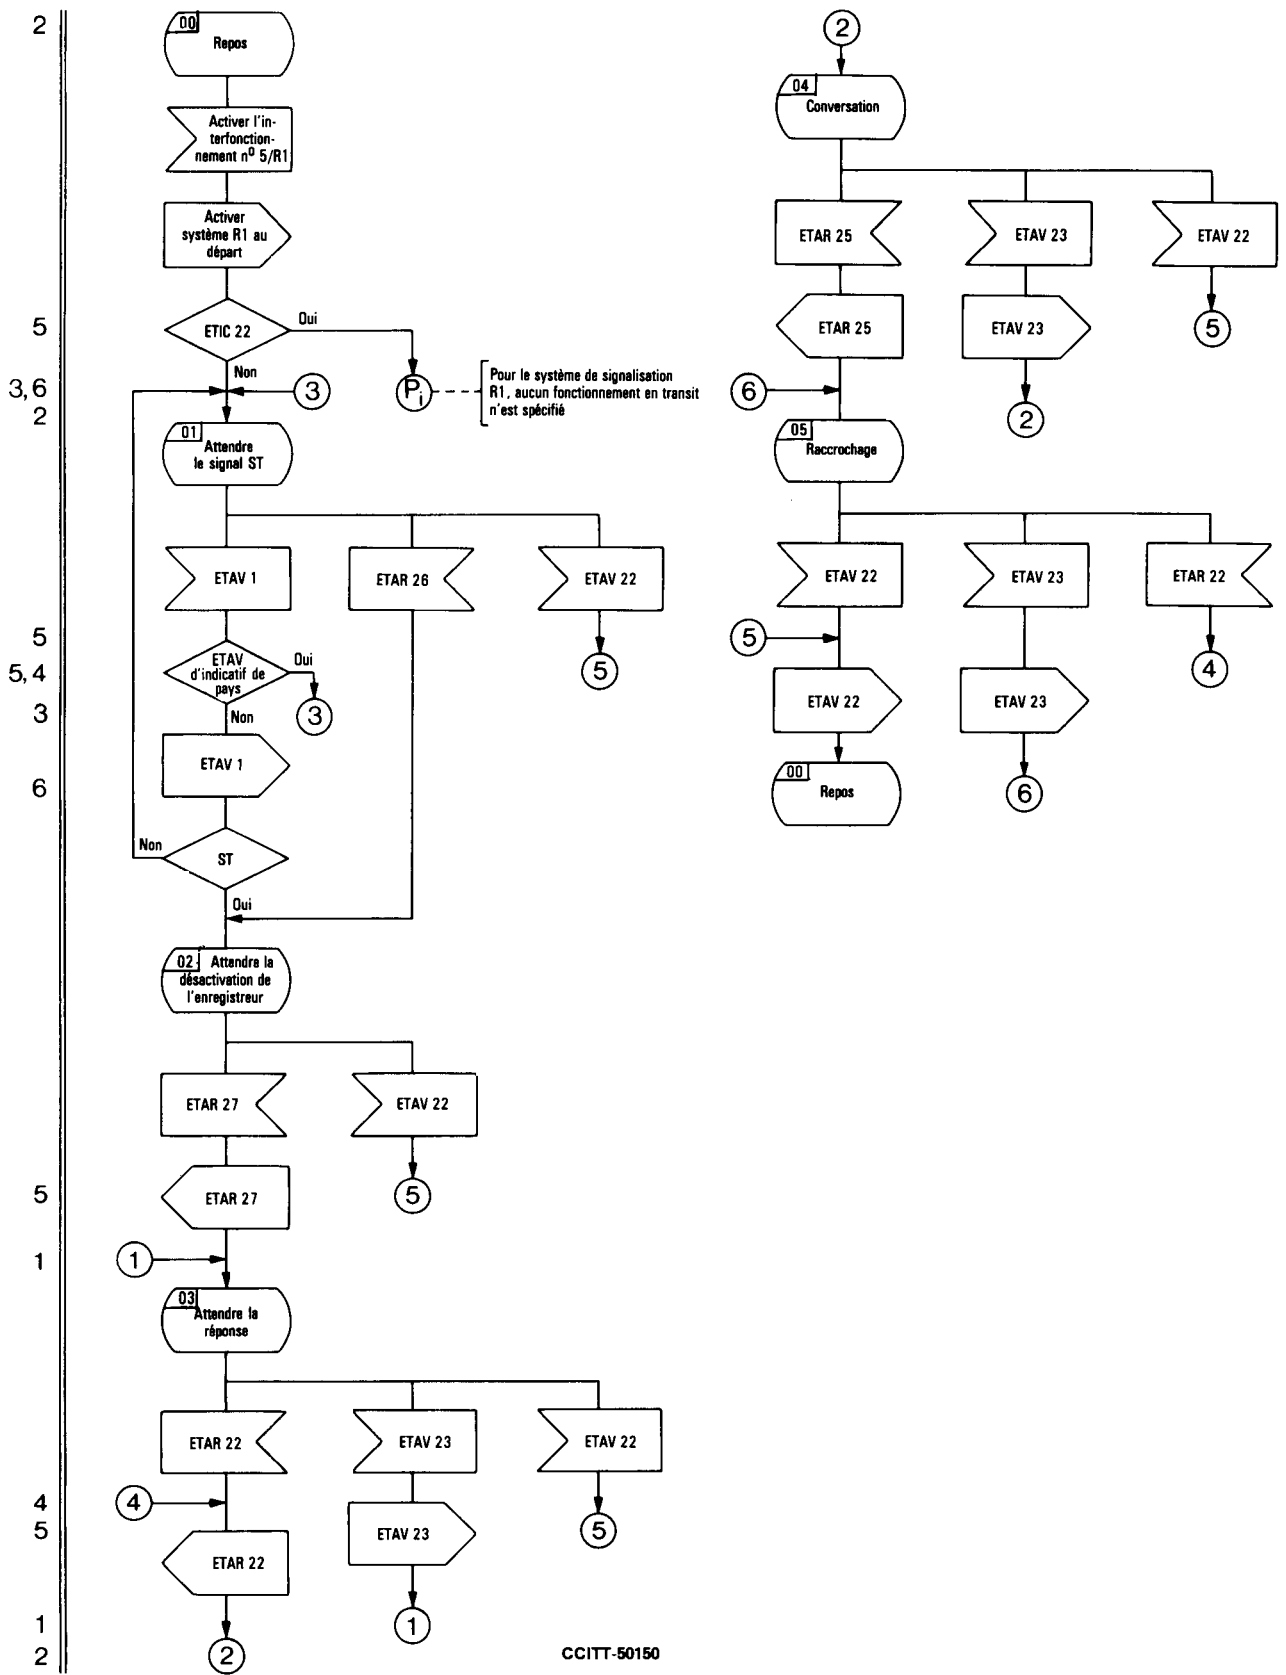 2
00
Repos
Activer l'in-
terfonction-
nement nº 5/R1
Activer
système R1 au
départ
5
ETIC 22
Oui
Non
3,6
3
Pi
Pour le système de signalisation
R1, aucun fonctionnement en transit
n'est spécifié
2
01
Attendre
le signal ST
ETAV 1
ETAR 26
ETAV 22
5
5
5,4
ETAV
d'indicatif de
pays
Oui
3
3
Non
ETAV 1
6
Non
ST
Oui
02
Attendre la
désactivation de
l'enregistreur
ETAR 27
ETAV 22
5
5
ETAR 27
1
1
03
Attendre la
réponse
ETAR 22
ETAV 23
ETAV 22
4
4
5
5
ETAR 22
ETAV 23
1
1
2
2
2
04
Conversation
ETAR 25
ETAV 23
ETAV 22
ETAR 25
ETAV 23
5
6
2
05
Raccrochage
ETAV 22
ETAV 23
ETAR 22
5
4
ETAV 22
ETAV 23
00
Repos
6
CCITT-50150